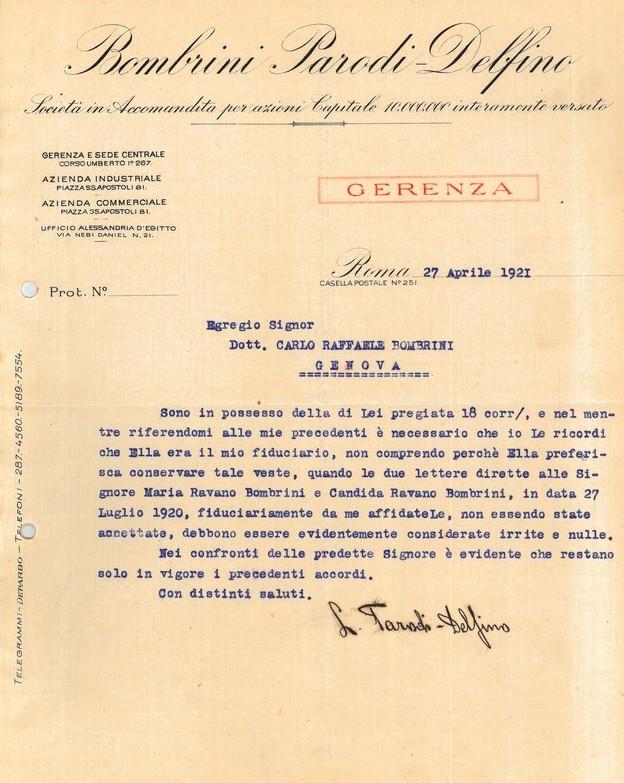 Bombrini Parodi-Delfino
Società in Accomandita per azioni Capitale 10.000.000 interamente versato
GERENZA E SEDE CENTRALE
CORSO UMBERTO 1º 267.
AZIENDA INDUSTRIALE
PIAZZA SS. APOSTOLI 81.
AZIENDA COMMERCIALE
PIAZZA SS. APOSTOLI 81.
UFFICIO ALESSANDRIA D'EGITTO
VIA NEBI DANIEL N. 21.
GERENZA
Roma 27 Aprile 1921
CASELLA POSTALE Nº 251
Prot. Nº
Egregio Signor
Dott. CARLO RAFFAELE BOMBRINI
GENOVA
Sono in possesso della di Lei pregiata 18 corr/, e nel men-
tre riferendomi alle mie precedenti è necessario che io Le ricordi
che Ella era il mio fiduciario, non comprendo perchè Ella preferi-
sca conservare tale veste, quando le due lettere dirette alle Si-
gnore Maria Ravano Bombrini e Candida Ravano Bombrini, in data 27
Luglio 1920, fiduciariamente da me affidateLe, non essendo state
accettate, debbono essere evidentemente considerate irrite e nulle.
Nei confronti delle predette Signore è evidente che restano
solo in vigore i precedenti accordi.
Con distinti saluti.
L. Parodi-Delfino
TELEGRAMMI-DEPARBO - TELEFONI - 287-4560-5189-7554.